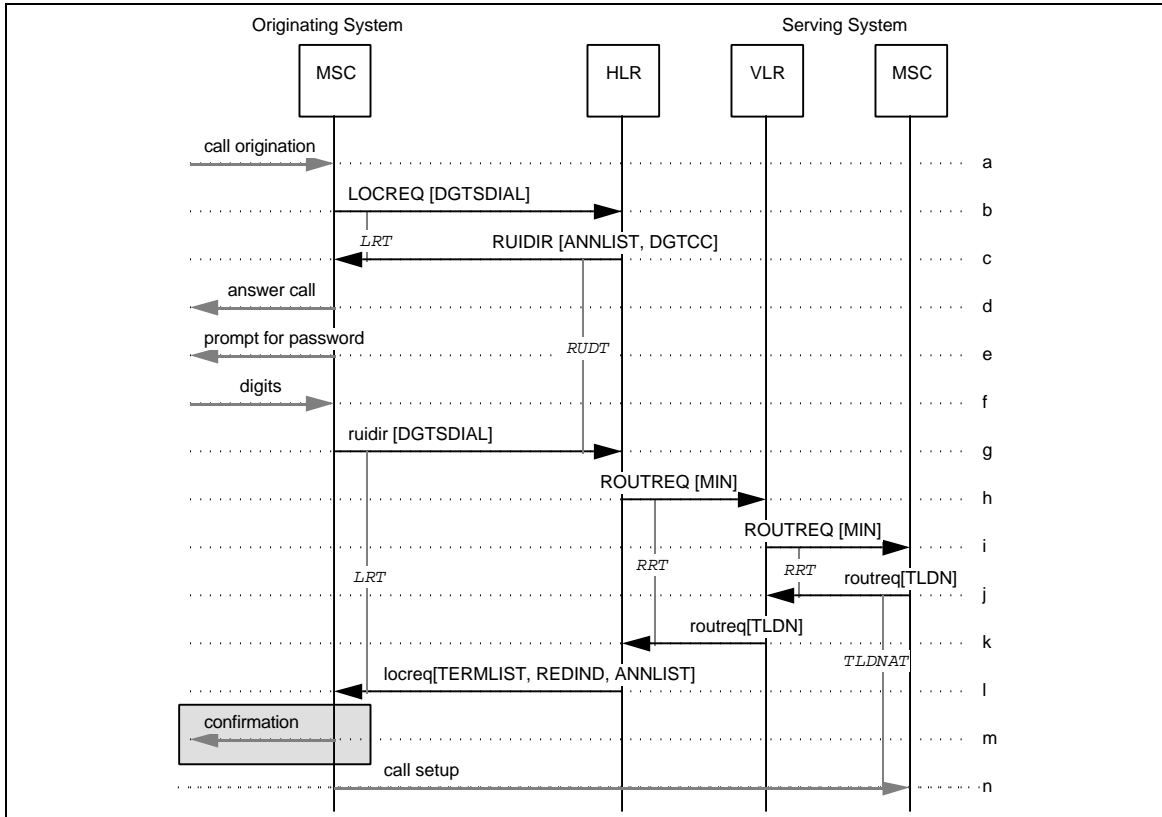 Originating System
Serving System
MSC
HLR
VLR
MSC
call origination
a
LOCREQ [DGTSDIAL]
b
LRT
RUIDIR [ANNLIST, DGTCC]
c
answer call
d
prompt for password
RUDT
e
digits
f
ruidir [DGTSDIAL]
g
ROUTREQ [MIN]
h
ROUTREQ [MIN]
i
LRT
RRT
RRT
routreq[TLDN]
j
routreq[TLDN]
k
TLDNAT
locreq[TERMLIST, REDIND, ANNLIST]
l
confirmation
m
call setup
n